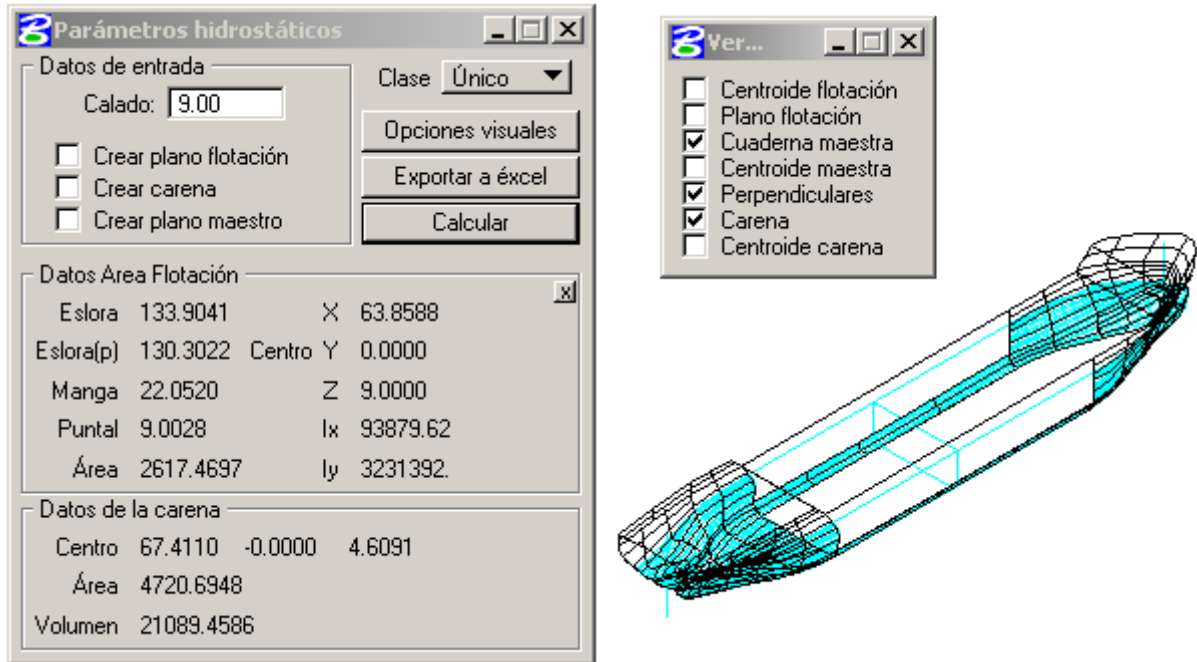 Parámetros hidrostáticos
Datos de entrada
Calado: 9.00
Crear plano flotación
Crear carena
Crear plano maestro
Clase Único
Opciones visuales
Exportar a éxcel
Calcular
Datos Area Flotación
x
Eslora 133.9041 X 63.8588
Eslora(p) 130.3022 Centro Y 0.0000
Manga 22.0520 Z 9.0000
Puntal 9.0028 Ix 93879.62
Área 2617.4697 Iy 3231392.
Datos de la carena
Centro 67.4110 -0.0000 4.6091
Área 4720.6948
Volumen 21089.4586
Ver...
Centroide flotación
Plano flotación
Cuaderna maestra
Centroide maestra
Perpendiculares
Carena
Centroide carena